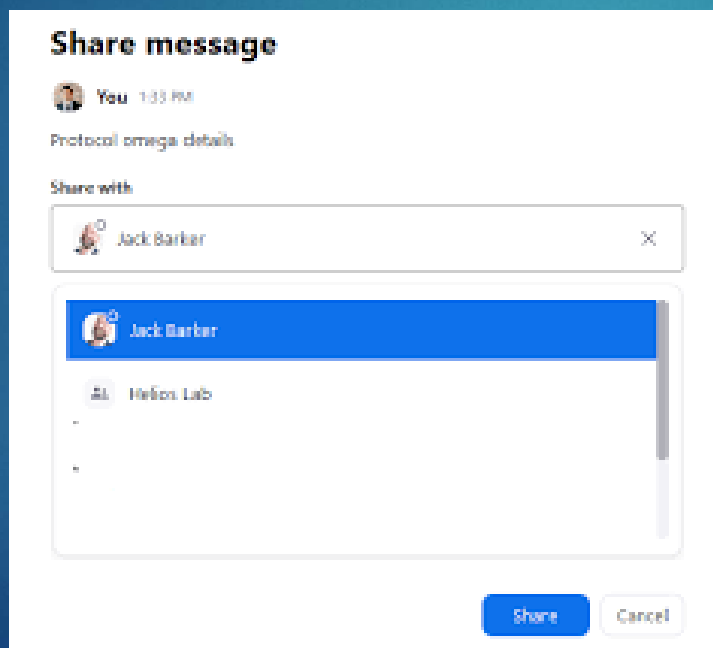 Share message
You 1:33 PM
Protocol omega details
Share with
Jack Barker
Jack Barker
Helios Lab
Share Cancel